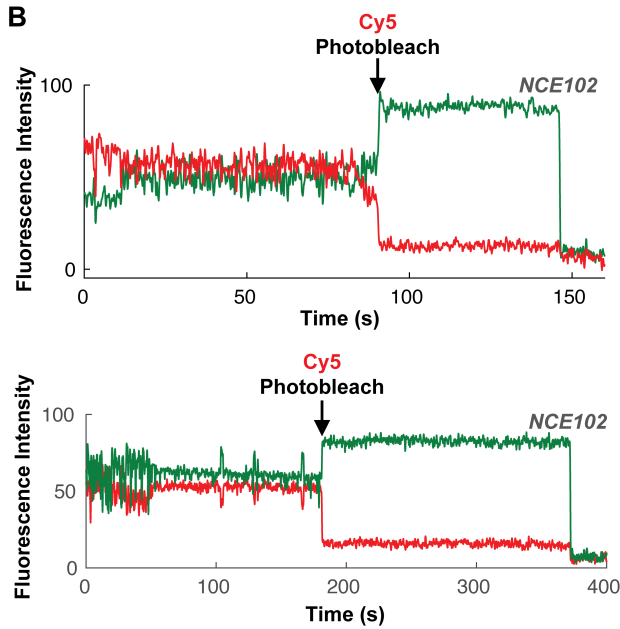 B
Cy5
Photobleach
NCE102
Fluorescence Intensity
100
0
0 50 100 150
Time (s)
Cy5
Photobleach
NCE102
Fluorescence Intensity
100
50
0
0 100 200 300 400
Time (s)